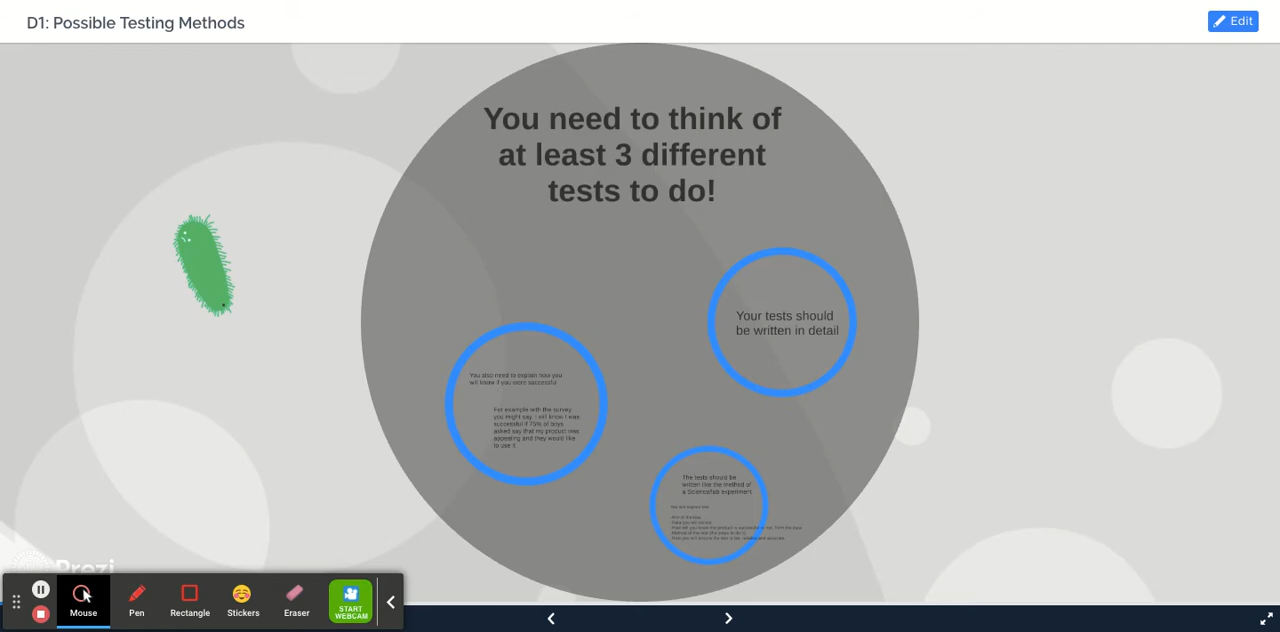 D1: Possible Testing Methods
Edit
You need to think of
at least 3 different
tests to do!
Your tests should
be written in detail
You also need to explain how you
will know if you were successful
For example with the survey
you might say, I will know I was
successful if 75% of boys
asked say that my product was
appealing and they would like
to use it
The tests should be
written like the method of
a Science/lab experiment
Prezi
Mouse
Pen
Rectangle
Stickers
Eraser
START
WEBCAM